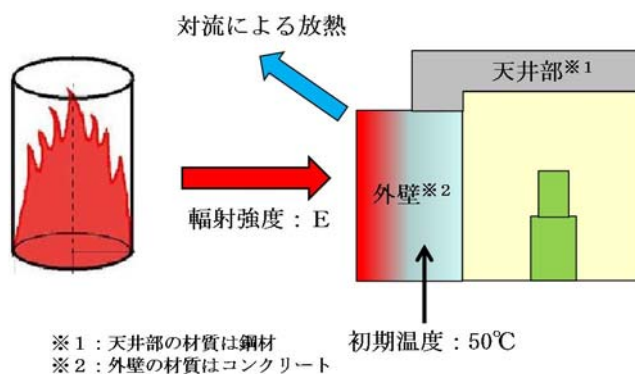 対流による放熱
天井部※1
外壁※2
輻射強度：E
初期温度：50℃
※1：天井部の材質は鋼材
※2：外壁の材質はコンクリート